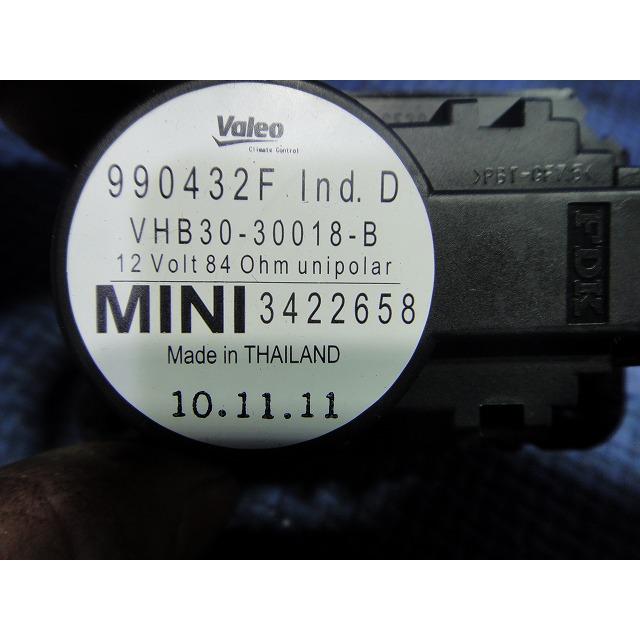 Valeo
Climate Control
990432F Ind. D
VHB30-30018-B
12 Volt 84 Ohm unipolar
MINI 3422658
Made in THAILAND
10.11.11
FDK